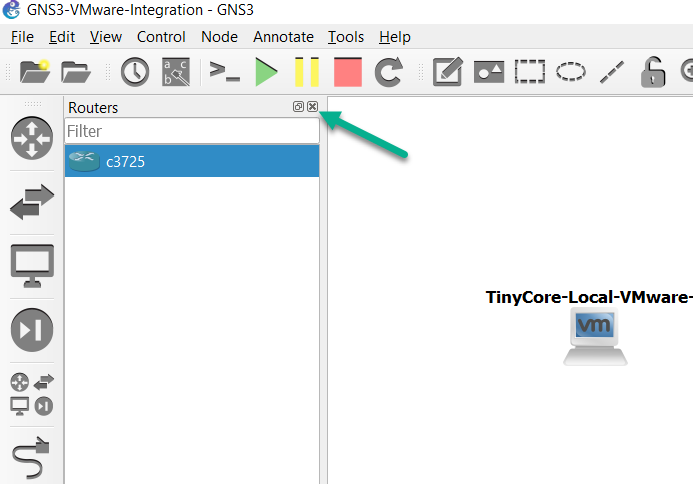 GNS3-VMware-Integration - GNS3
File Edit View Control Node Annotate Tools Help
a c
b
>_
Routers
Filter
c3725
TinyCore-Local-VMware-
vm